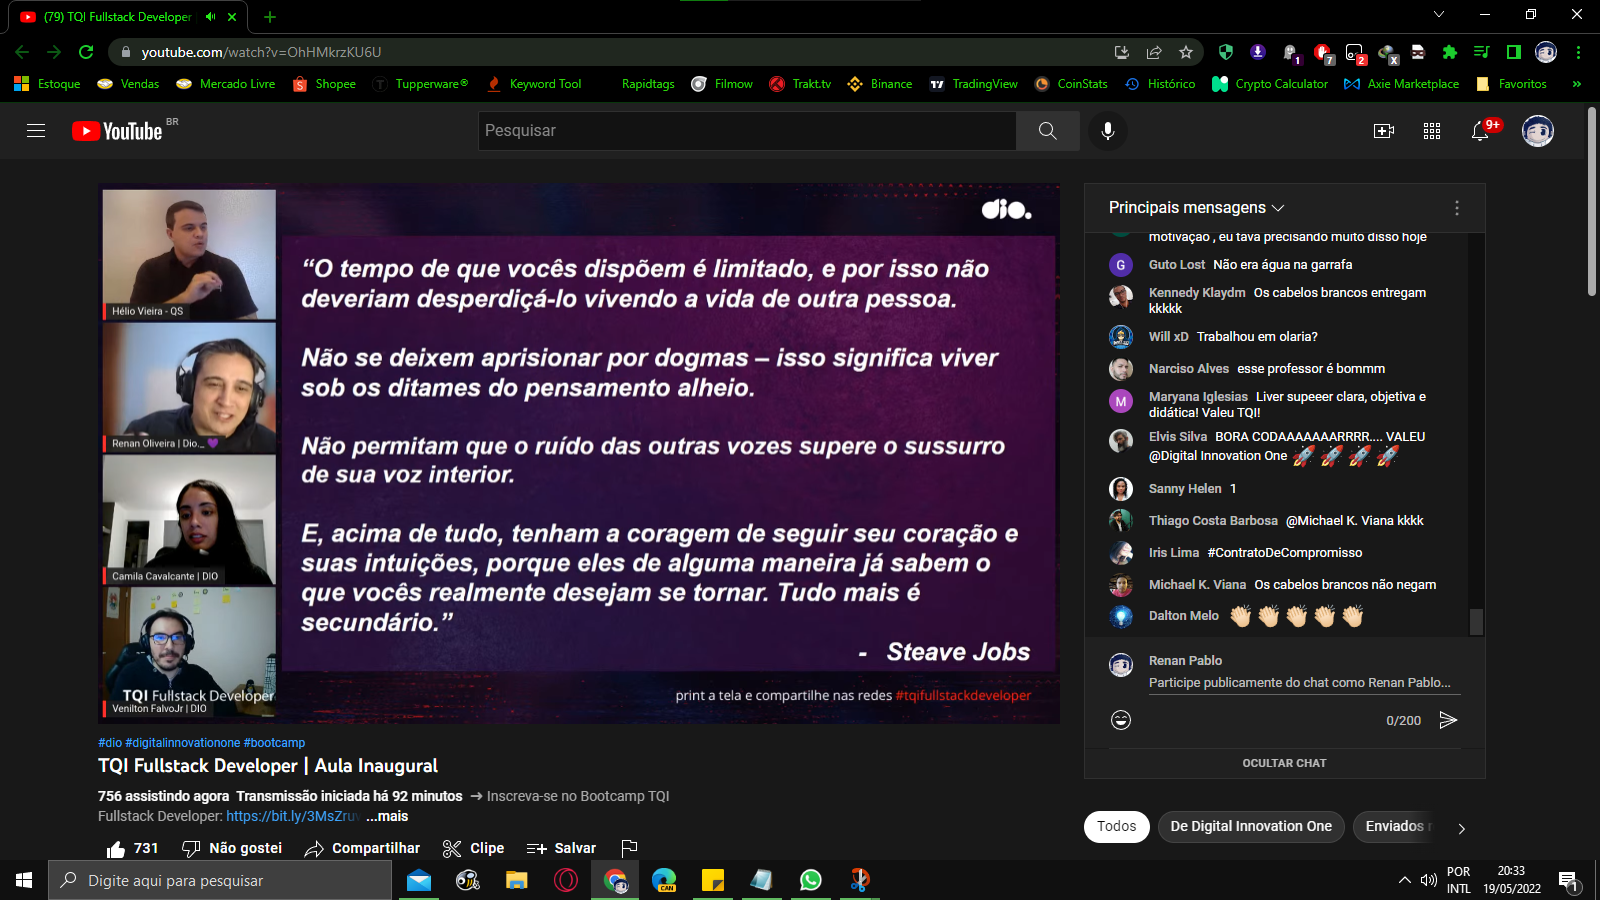 (79) TQI Fullstack Developer
youtube.com/watch?v=OhHMkrzKU6U
1
7
2
X
Estoque
Vendas
Mercado Livre
Shopee
Tupperware®
Keyword Tool
Rapidtags
Filmow
Trakt.tv
Binance
TradingView
CoinStats
Histórico
Crypto Calculator
Axie Marketplace
Favoritos
»
YouTube BR
Pesquisar
9+
dio.
Hélio Vieira - QS
Renan Oliveira | Dio._ 💜
Camila Cavalcante | DIO
TQI Fullstack Developer
Venilton FalvoJr | DIO
“O tempo de que vocês dispõem é limitado, e por isso não
deveriam desperdiçá-lo vivendo a vida de outra pessoa.
Não se deixem aprisionar por dogmas – isso significa viver
sob os ditames do pensamento alheio.
Não permitam que o ruído das outras vozes supere o sussurro
de sua voz interior.
E, acima de tudo, tenham a coragem de seguir seu coração e
suas intuições, porque eles de alguma maneira já sabem o
que vocês realmente desejam se tornar. Tudo mais é
secundário.”
- Steave Jobs
print a tela e compartilhe nas redes #tqifullstackdeveloper
#dio #digitalinnovationone #bootcamp
TQI Fullstack Developer | Aula Inaugural
756 assistindo agora Transmissão iniciada há 92 minutos → Inscreva-se no Bootcamp TQI
Fullstack Developer: https://bit.ly/3MsZruv ...mais
731
Não gostei
Compartilhar
Clipe
Salvar
Principais mensagens
motivação , eu tava precisando muito disso hoje
G
Guto Lost Não era água na garrafa
Kennedy Klaydm Os cabelos brancos entregam
kkkkk
Will xD Trabalhou em olaria?
Narciso Alves esse professor é bommm
M
Maryana Iglesias Liver supeeer clara, objetiva e
didática! Valeu TQI!
Elvis Silva BORA CODAAAAAAARRRR.... VALEU
@Digital Innovation One 🚀🚀🚀🚀
Sanny Helen 1
Thiago Costa Barbosa @Michael K. Viana kkkk
Iris Lima #ContratoDeCompromisso
Michael K. Viana Os cabelos brancos não negam
Dalton Melo 👏🏻👏🏻👏🏻👏🏻👏🏻
Renan Pablo
Participe publicamente do chat como Renan Pablo...
0/200
OCULTAR CHAT
Todos
De Digital Innovation One
Enviados
Digite aqui para pesquisar
CAN
POR
INTL
20:33
19/05/2022
1